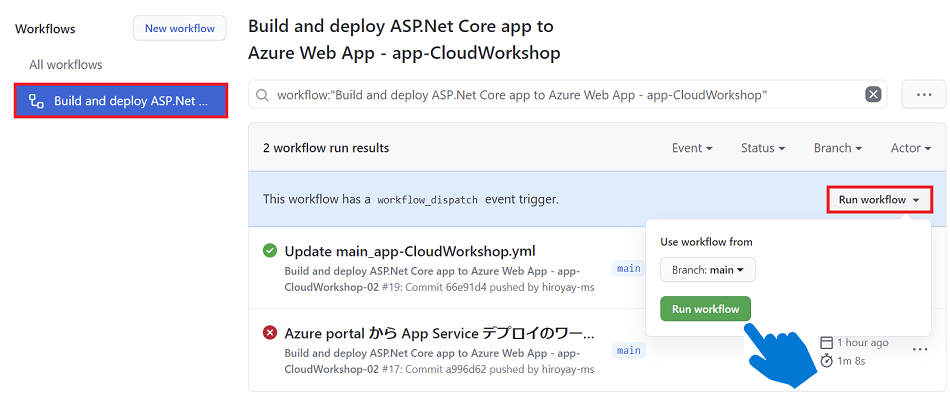 Workflows
New workflow
All workflows
Build and deploy ASP.Net ...
Build and deploy ASP.Net Core app to
Azure Web App - app-CloudWorkshop
workflow:"Build and deploy ASP.Net Core app to Azure Web App - app-CloudWorkshop"
2 workflow run results
Event
Status
Branch
Actor
This workflow has a workflow_dispatch event trigger.
Run workflow
Use workflow from
Branch: main
Run workflow
Update main_app-CloudWorkshop.yml
Build and deploy ASP.Net Core app to Azure Web App - app-
CloudWorkshop-02 #19: Commit 66e91d4 pushed by hiroyay-ms
main
Azure portal から App Service デプロイのワー...
Build and deploy ASP.Net Core app to Azure Web App - app-
CloudWorkshop-02 #17: Commit a996d62 pushed by hiroyay-ms
main
1 hour ago
1m 8s